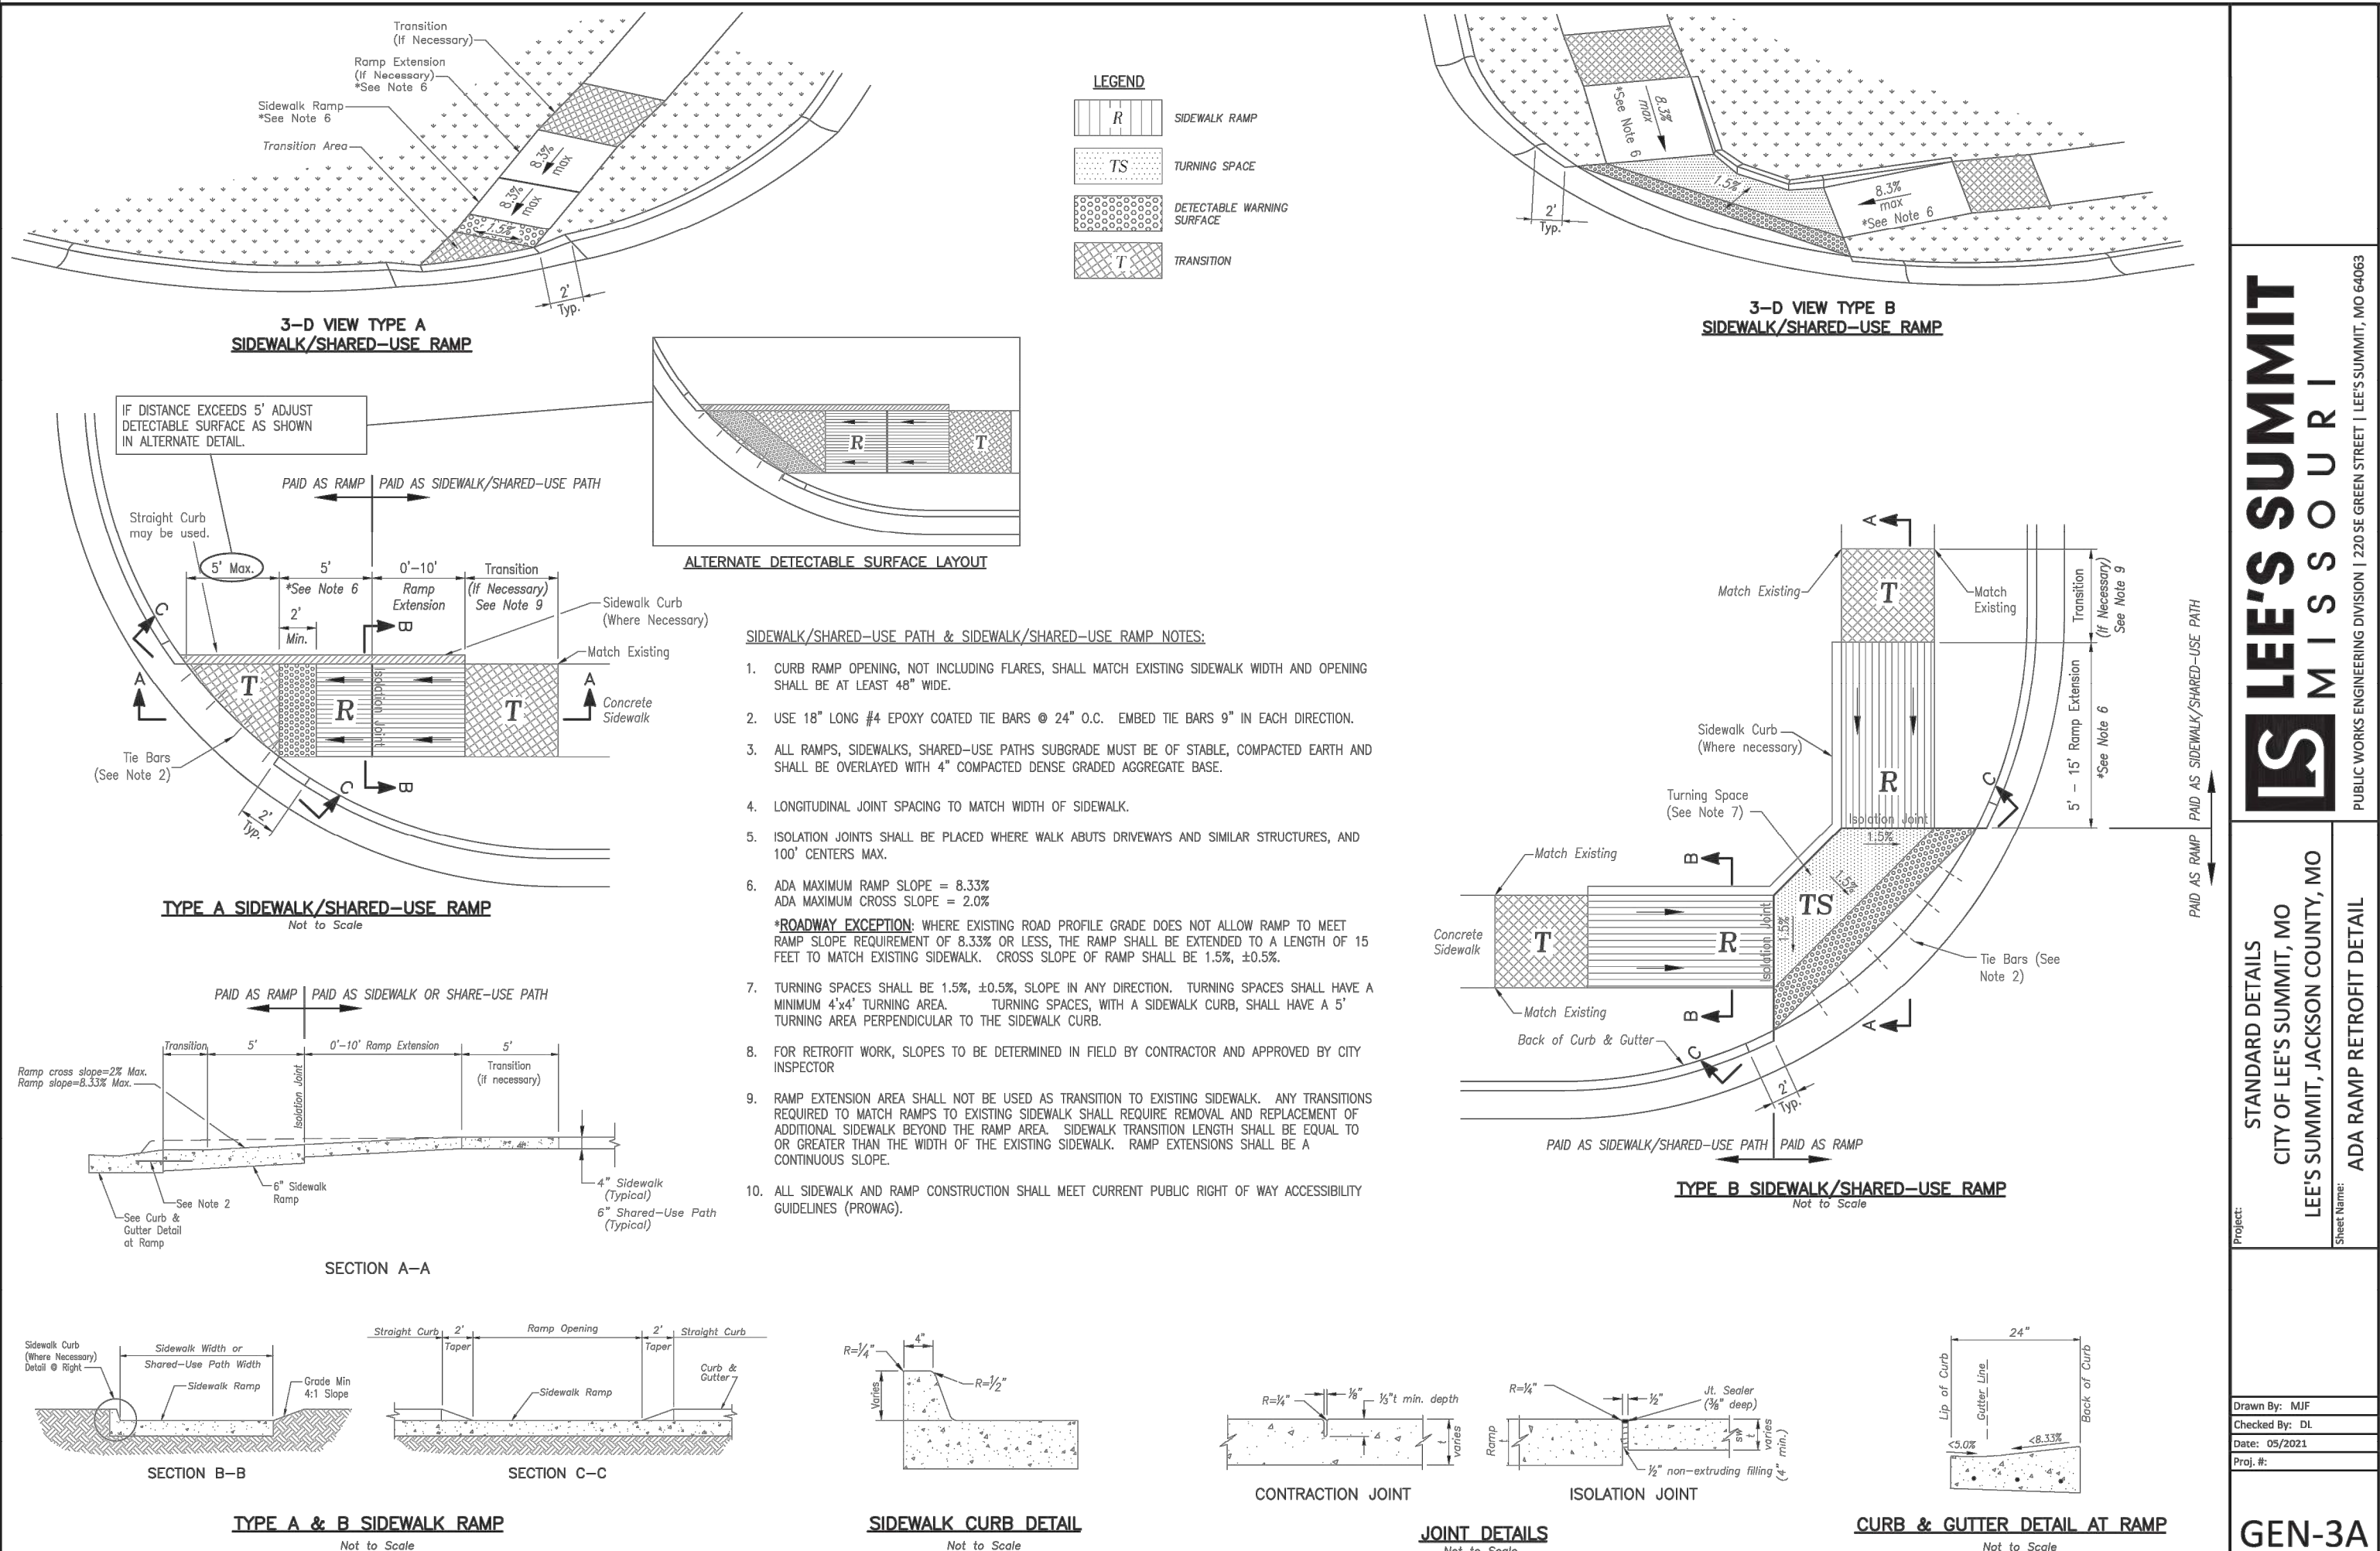 Transition
(If Necessary)
Ramp Extension
(If Necessary)
*See Note 6
Sidewalk Ramp
*See Note 6
Transition Area
8.3%
max
8.3%
max
1.5%
2'
Typ.
3-D VIEW TYPE A
SIDEWALK/SHARED-USE RAMP
LEGEND
R
SIDEWALK RAMP
TS
TURNING SPACE
DETECTABLE WARNING
SURFACE
T
TRANSITION
*See Note 6
8.3%
max
1.5%
8.3%
max
*See Note 6
2'
Typ.
3-D VIEW TYPE B
SIDEWALK/SHARED-USE RAMP
IF DISTANCE EXCEEDS 5' ADJUST
DETECTABLE SURFACE AS SHOWN
IN ALTERNATE DETAIL.
R
T
ALTERNATE DETECTABLE SURFACE LAYOUT
PAID AS RAMP
PAID AS SIDEWALK/SHARED-USE PATH
Straight Curb
may be used.
5' Max.
5'
*See Note 6
2'
Min.
0'-10'
Ramp
Extension
Transition
(If Necessary)
See Note 9
Sidewalk Curb
(Where Necessary)
Match Existing
Concrete
Sidewalk
A
A
B
B
C
C
T
R
T
Isolation Joint
Tie Bars
(See Note 2)
2'
Typ.
TYPE A SIDEWALK/SHARED-USE RAMP
Not to Scale
PAID AS RAMP
PAID AS SIDEWALK OR SHARE-USE PATH
Transition
5'
0'-10' Ramp Extension
5'
Transition
(if necessary)
Ramp cross slope=2% Max.
Ramp slope=8.33% Max.
Isolation Joint
6" Sidewalk
Ramp
See Note 2
See Curb &
Gutter Detail
at Ramp
4" Sidewalk
(Typical)
6" Shared-Use Path
(Typical)
SECTION A-A
SIDEWALK/SHARED-USE PATH & SIDEWALK/SHARED-USE RAMP NOTES:
1. CURB RAMP OPENING, NOT INCLUDING FLARES, SHALL MATCH EXISTING SIDEWALK WIDTH AND OPENING
SHALL BE AT LEAST 48" WIDE.
2. USE 18" LONG #4 EPOXY COATED TIE BARS @ 24" O.C. EMBED TIE BARS 9" IN EACH DIRECTION.
3. ALL RAMPS, SIDEWALKS, SHARED-USE PATHS SUBGRADE MUST BE OF STABLE, COMPACTED EARTH AND
SHALL BE OVERLAYED WITH 4" COMPACTED DENSE GRADED AGGREGATE BASE.
4. LONGITUDINAL JOINT SPACING TO MATCH WIDTH OF SIDEWALK.
5. ISOLATION JOINTS SHALL BE PLACED WHERE WALK ABUTS DRIVEWAYS AND SIMILAR STRUCTURES, AND
100' CENTERS MAX.
6. ADA MAXIMUM RAMP SLOPE = 8.33%
ADA MAXIMUM CROSS SLOPE = 2.0%
*ROADWAY EXCEPTION: WHERE EXISTING ROAD PROFILE GRADE DOES NOT ALLOW RAMP TO MEET
RAMP SLOPE REQUIREMENT OF 8.33% OR LESS, THE RAMP SHALL BE EXTENDED TO A LENGTH OF 15
FEET TO MATCH EXISTING SIDEWALK. CROSS SLOPE OF RAMP SHALL BE 1.5%, ±0.5%.
7. TURNING SPACES SHALL BE 1.5%, ±0.5%, SLOPE IN ANY DIRECTION. TURNING SPACES SHALL HAVE A
MINIMUM 4'x4' TURNING AREA. TURNING SPACES, WITH A SIDEWALK CURB, SHALL HAVE A 5'
TURNING AREA PERPENDICULAR TO THE SIDEWALK CURB.
8. FOR RETROFIT WORK, SLOPES TO BE DETERMINED IN FIELD BY CONTRACTOR AND APPROVED BY CITY
INSPECTOR
9. RAMP EXTENSION AREA SHALL NOT BE USED AS TRANSITION TO EXISTING SIDEWALK. ANY TRANSITIONS
REQUIRED TO MATCH RAMPS TO EXISTING SIDEWALK SHALL REQUIRE REMOVAL AND REPLACEMENT OF
ADDITIONAL SIDEWALK BEYOND THE RAMP AREA. SIDEWALK TRANSITION LENGTH SHALL BE EQUAL TO
OR GREATER THAN THE WIDTH OF THE EXISTING SIDEWALK. RAMP EXTENSIONS SHALL BE A
CONTINUOUS SLOPE.
10. ALL SIDEWALK AND RAMP CONSTRUCTION SHALL MEET CURRENT PUBLIC RIGHT OF WAY ACCESSIBILITY
GUIDELINES (PROWAG).
A
Match Existing
T
Match
Existing
Transition
(If Necessary)
See Note 9
Sidewalk Curb
(Where necessary)
5' - 15' Ramp Extension
*See Note 6
PAID AS SIDEWALK/SHARED-USE PATH
PAID AS RAMP
R
Turning Space
(See Note 7)
Isolation Joint
1.5%
C
Match Existing
B
1.5%
TS
1.5%
Isolation Joint
Concrete
Sidewalk
T
R
Tie Bars (See
Note 2)
Match Existing
B
A
Back of Curb & Gutter
C
2'
Typ.
PAID AS SIDEWALK/SHARED-USE PATH
PAID AS RAMP
TYPE B SIDEWALK/SHARED-USE RAMP
Not to Scale
Sidewalk Curb
(Where Necessary)
Detail @ Right
Sidewalk Width or
Shared-Use Path Width
Sidewalk Ramp
Grade Min
4:1 Slope
SECTION B-B
Straight Curb
2'
Taper
Ramp Opening
2'
Taper
Straight Curb
Curb &
Gutter
Sidewalk Ramp
SECTION C-C
TYPE A & B SIDEWALK RAMP
Not to Scale
4"
R=¼"
R=½"
Varies
SIDEWALK CURB DETAIL
Not to Scale
R=¼"
⅛"
⅓"t min. depth
t
varies
CONTRACTION JOINT
R=¼"
½"
Jt. Sealer
(⅜" deep)
Ramp
t
sw
t
varies
(4" min.)
½" non-extruding filling
ISOLATION JOINT
JOINT DETAILS
Not to Scale
24"
Lip of Curb
Gutter Line
Back of Curb
<5.0%
<8.33%
CURB & GUTTER DETAIL AT RAMP
Not to Scale
LS
LEE'S SUMMIT
MISSOURI
PUBLIC WORKS ENGINEERING DIVISION | 220 SE GREEN STREET | LEE'S SUMMIT, MO 64063
Project:
STANDARD DETAILS
CITY OF LEE'S SUMMIT, MO
LEE'S SUMMIT, JACKSON COUNTY, MO
Sheet Name:
ADA RAMP RETROFIT DETAIL
Drawn By: MJF
Checked By: DL
Date: 05/2021
Proj. #:
GEN-3A